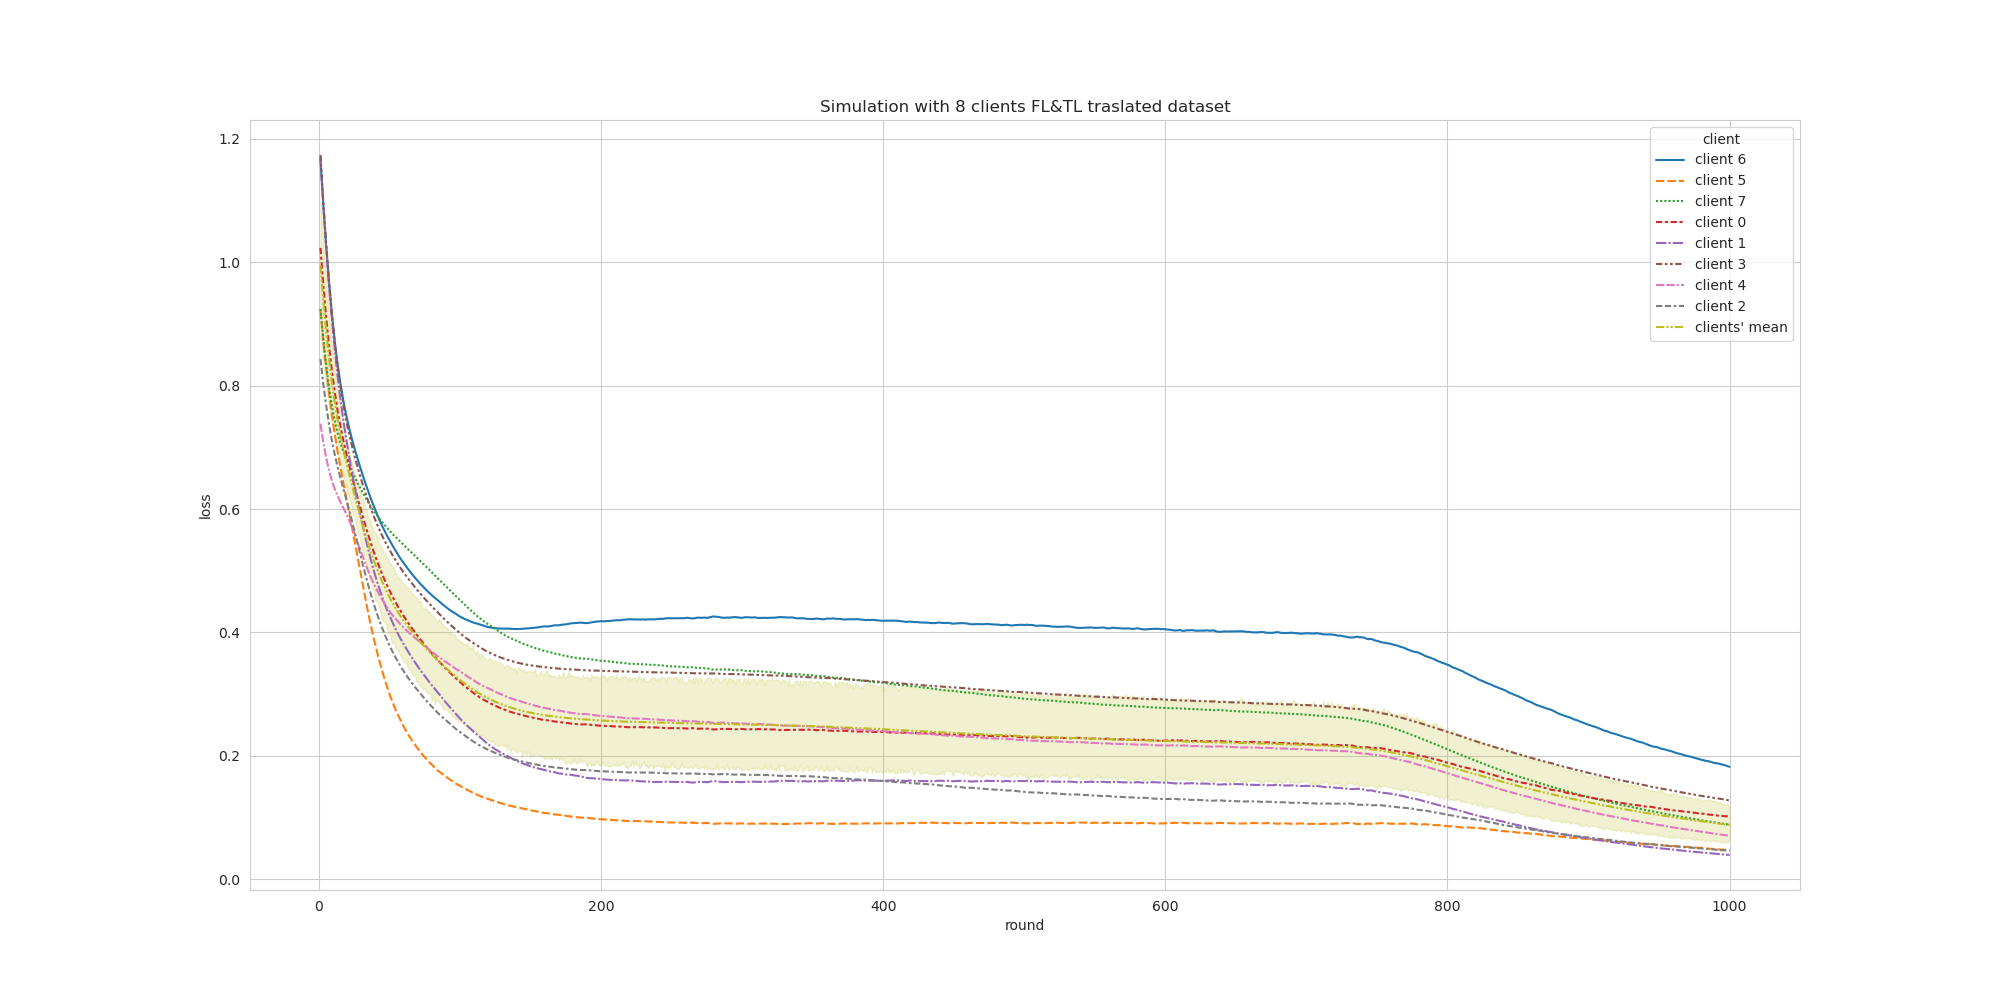 Simulation with 8 clients FL&TL traslated dataset
client
client 6
client 5
client 7
client 0
client 1
client 3
client 4
client 2
clients' mean
loss
1.2
1.0
0.8
0.6
0.4
0.2
0.0
0 200 400 600 800 1000
round